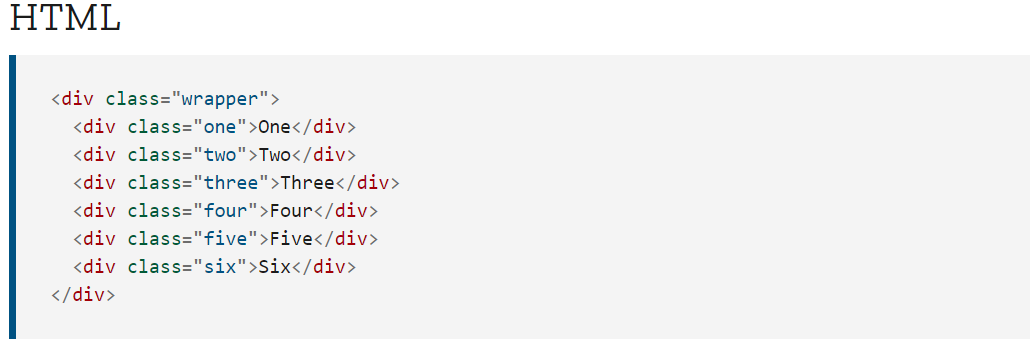 HTML
<div class="wrapper">
  <div class="one">One</div>
  <div class="two">Two</div>
  <div class="three">Three</div>
  <div class="four">Four</div>
  <div class="five">Five</div>
  <div class="six">Six</div>
</div>